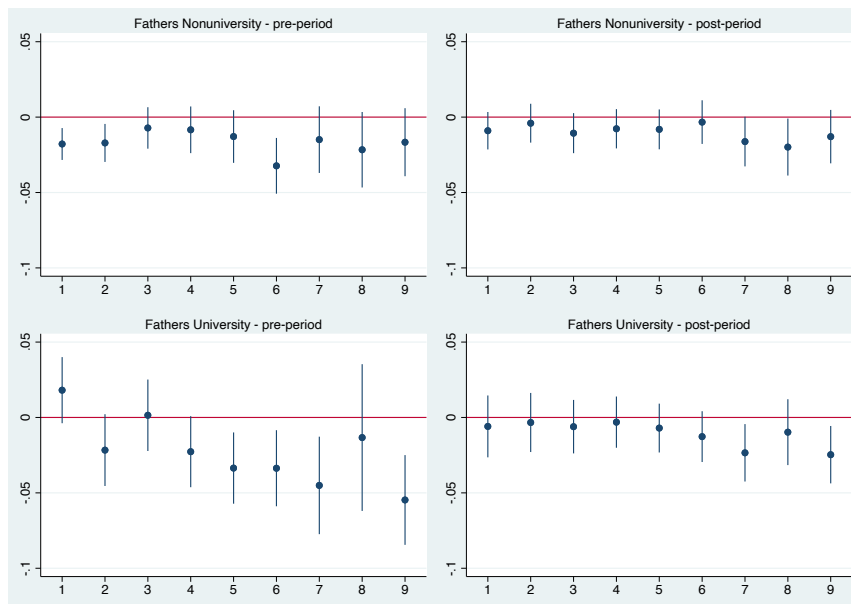 Fathers Nonuniversity - pre-period
.05
0
-.05
-.1
1 2 3 4 5 6 7 8 9
Fathers Nonuniversity - post-period
.05
0
-.05
-.1
1 2 3 4 5 6 7 8 9
Fathers University - pre-period
.05
0
-.05
-.1
1 2 3 4 5 6 7 8 9
Fathers University - post-period
.05
0
-.05
-.1
1 2 3 4 5 6 7 8 9